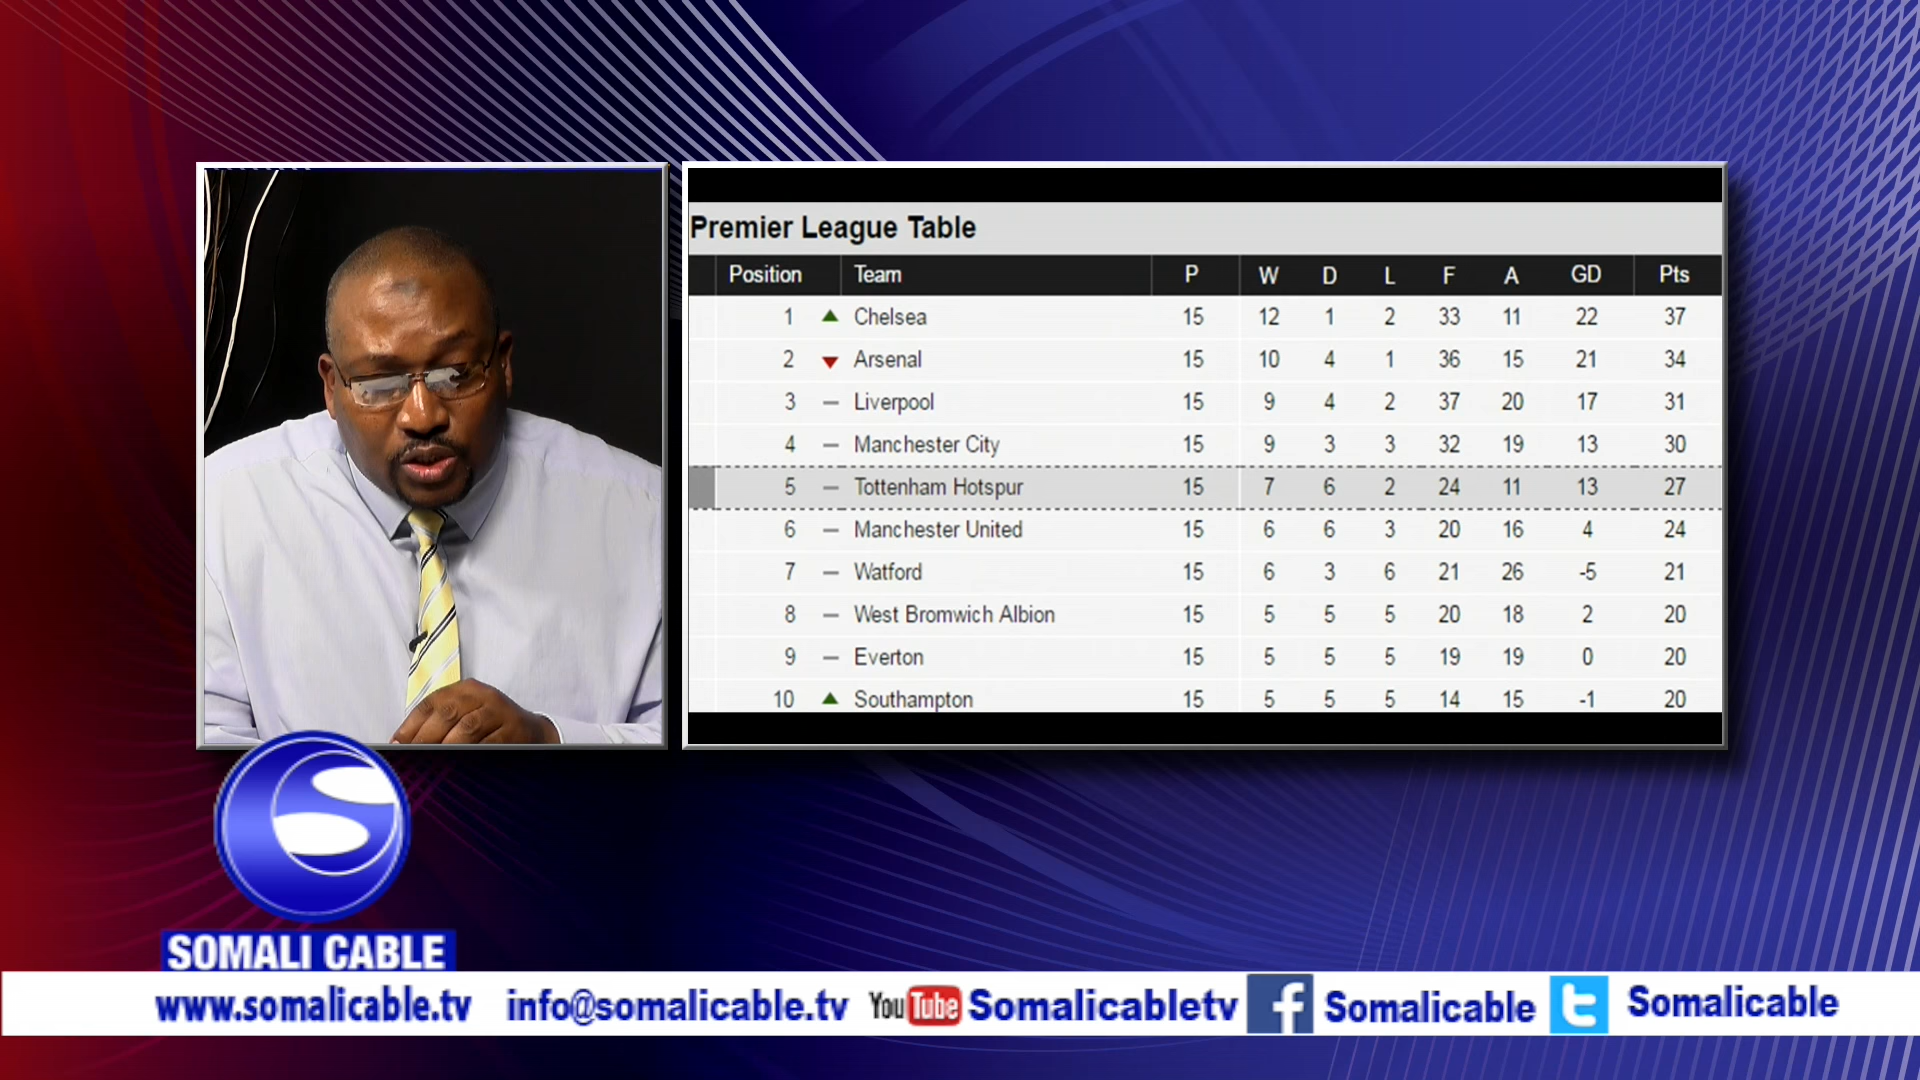 Premier League Table
Position Team P W D L F A GD Pts
1 Chelsea 15 12 1 2 33 11 22 37
2 Arsenal 15 10 4 1 36 15 21 34
3 Liverpool 15 9 4 2 37 20 17 31
4 Manchester City 15 9 3 3 32 19 13 30
5 Tottenham Hotspur 15 7 6 2 24 11 13 27
6 Manchester United 15 6 6 3 20 16 4 24
7 Watford 15 6 3 6 21 26 -5 21
8 West Bromwich Albion 15 5 5 5 20 18 2 20
9 Everton 15 5 5 5 19 19 0 20
10 Southampton 15 5 5 5 14 15 -1 20
SOMALI CABLE
www.somalicable.tv info@somalicable.tv YouTube Somalicabletv f Somalicable t Somalicable